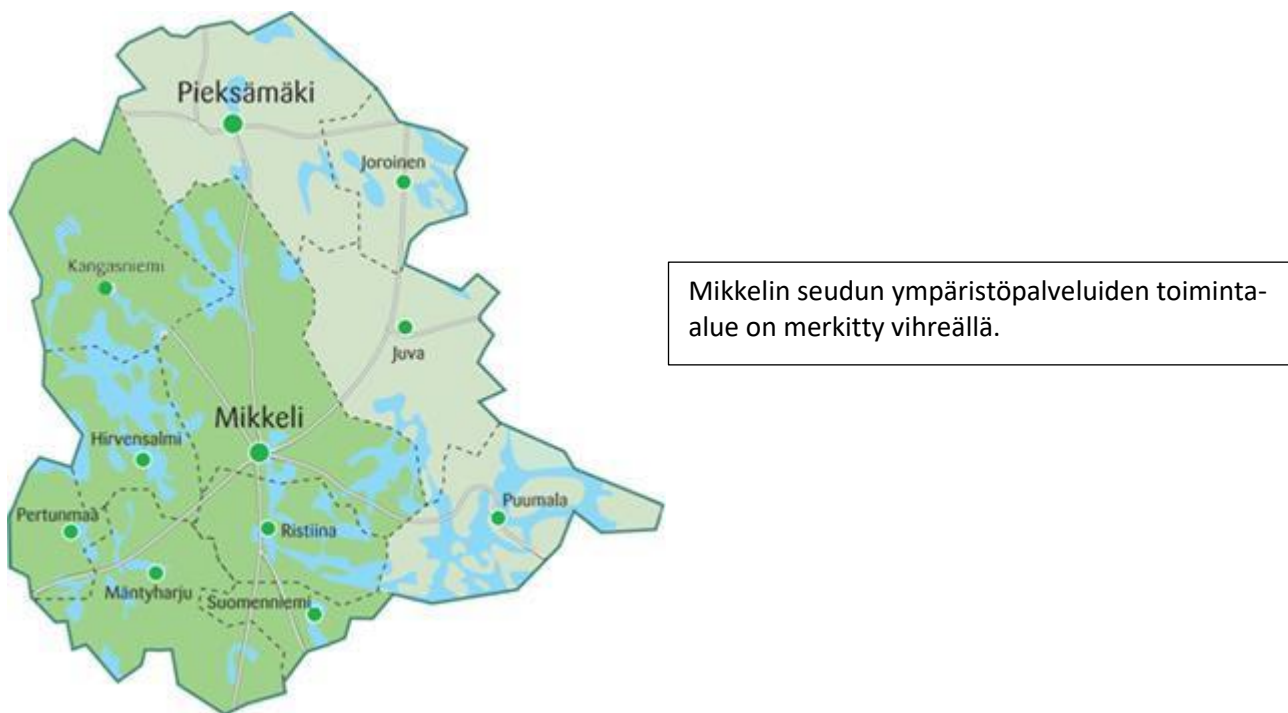 Pieksämäki
Joroinen
Kangasniemi
Juva
Mikkeli
Hirvensalmi
Puumala
Pertunmaa
Ristiina
Mäntyharju
Suomenniemi
Mikkelin seudun ympäristöpalveluiden toiminta-
alue on merkitty vihreällä.